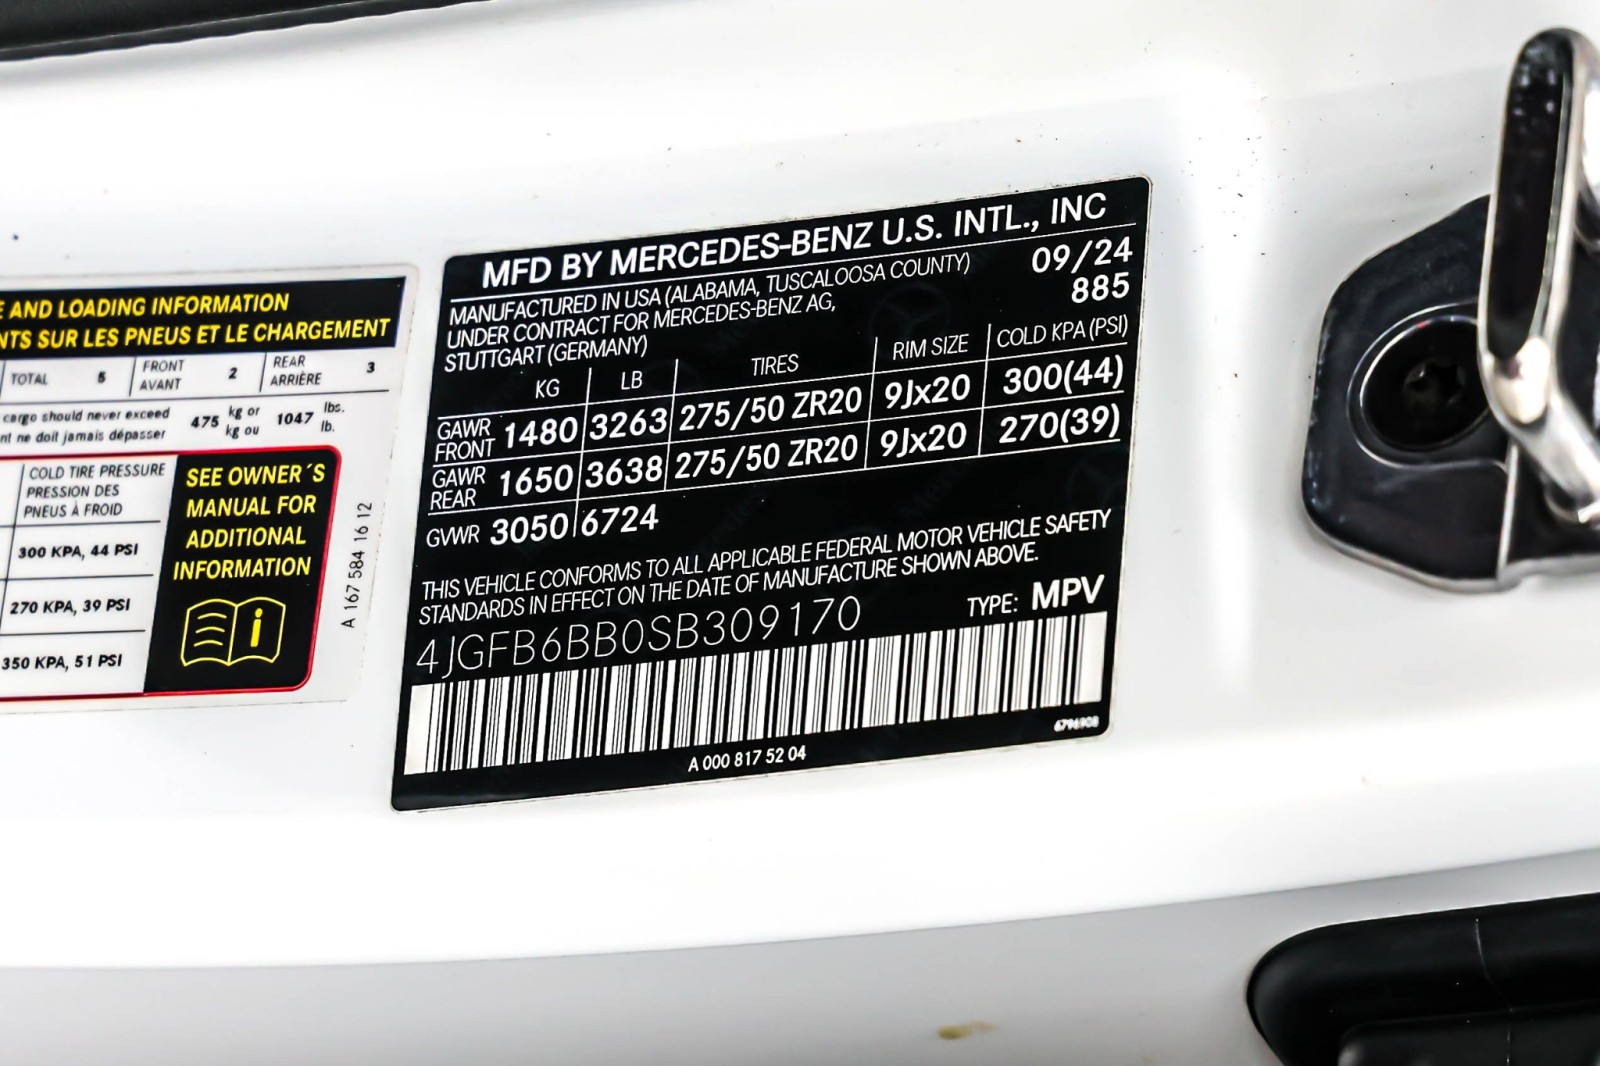 E AND LOADING INFORMATION
NTS SUR LES PNEUS ET LE CHARGEMENT
TOTAL 5 FRONT AVANT 2 REAR ARRIÈRE 3
cargo should never exceed
nt ne doit jamais dépasser
475 kg or kg ou 1047 lbs. lb.
COLD TIRE PRESSURE
PRESSION DES
PNEUS À FROID
300 KPA, 44 PSI
270 KPA, 39 PSI
350 KPA, 51 PSI
SEE OWNER´S
MANUAL FOR
ADDITIONAL
INFORMATION
i
A 167 584 16 12
MFD BY MERCEDES-BENZ U.S. INTL., INC
MANUFACTURED IN USA (ALABAMA, TUSCALOOSA COUNTY) 09/24
UNDER CONTRACT FOR MERCEDES-BENZ AG, 885
STUTTGART (GERMANY)
KG LB TIRES RIM SIZE COLD KPA (PSI)
GAWR FRONT 1480 3263 275/50 ZR20 9Jx20 300(44)
GAWR REAR 1650 3638 275/50 ZR20 9Jx20 270(39)
GVWR 3050 6724
THIS VEHICLE CONFORMS TO ALL APPLICABLE FEDERAL MOTOR VEHICLE SAFETY
STANDARDS IN EFFECT ON THE DATE OF MANUFACTURE SHOWN ABOVE.
4JGFB6BB0SB309170 TYPE: MPV
6796908
A 000 817 52 04